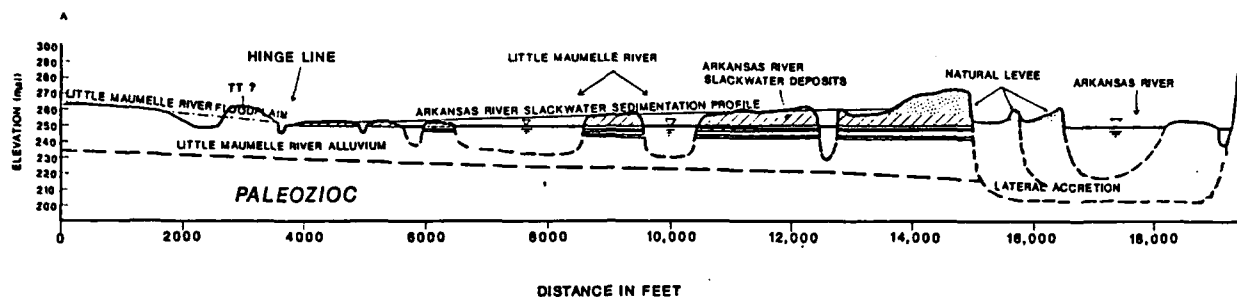 A
HINGE LINE
LITTLE MAUMELLE RIVER
ARKANSAS RIVER
SLACKWATER DEPOSITS
NATURAL LEVEE
ARKANSAS RIVER
TT ?
LITTLE MAUMELLE RIVER FLOODPLAIN
ARKANSAS RIVER SLACKWATER SEDIMENTATION PROFILE
LITTLE MAUMELLE RIVER ALLUVIUM
LATERAL ACCRETION
PALEOZIOC
ELEVATION (msl)
300
290
280
270
260
250
240
230
220
210
200
0
2000
4000
6000
8000
10,000
12,000
14,000
16,000
18,000
DISTANCE IN FEET